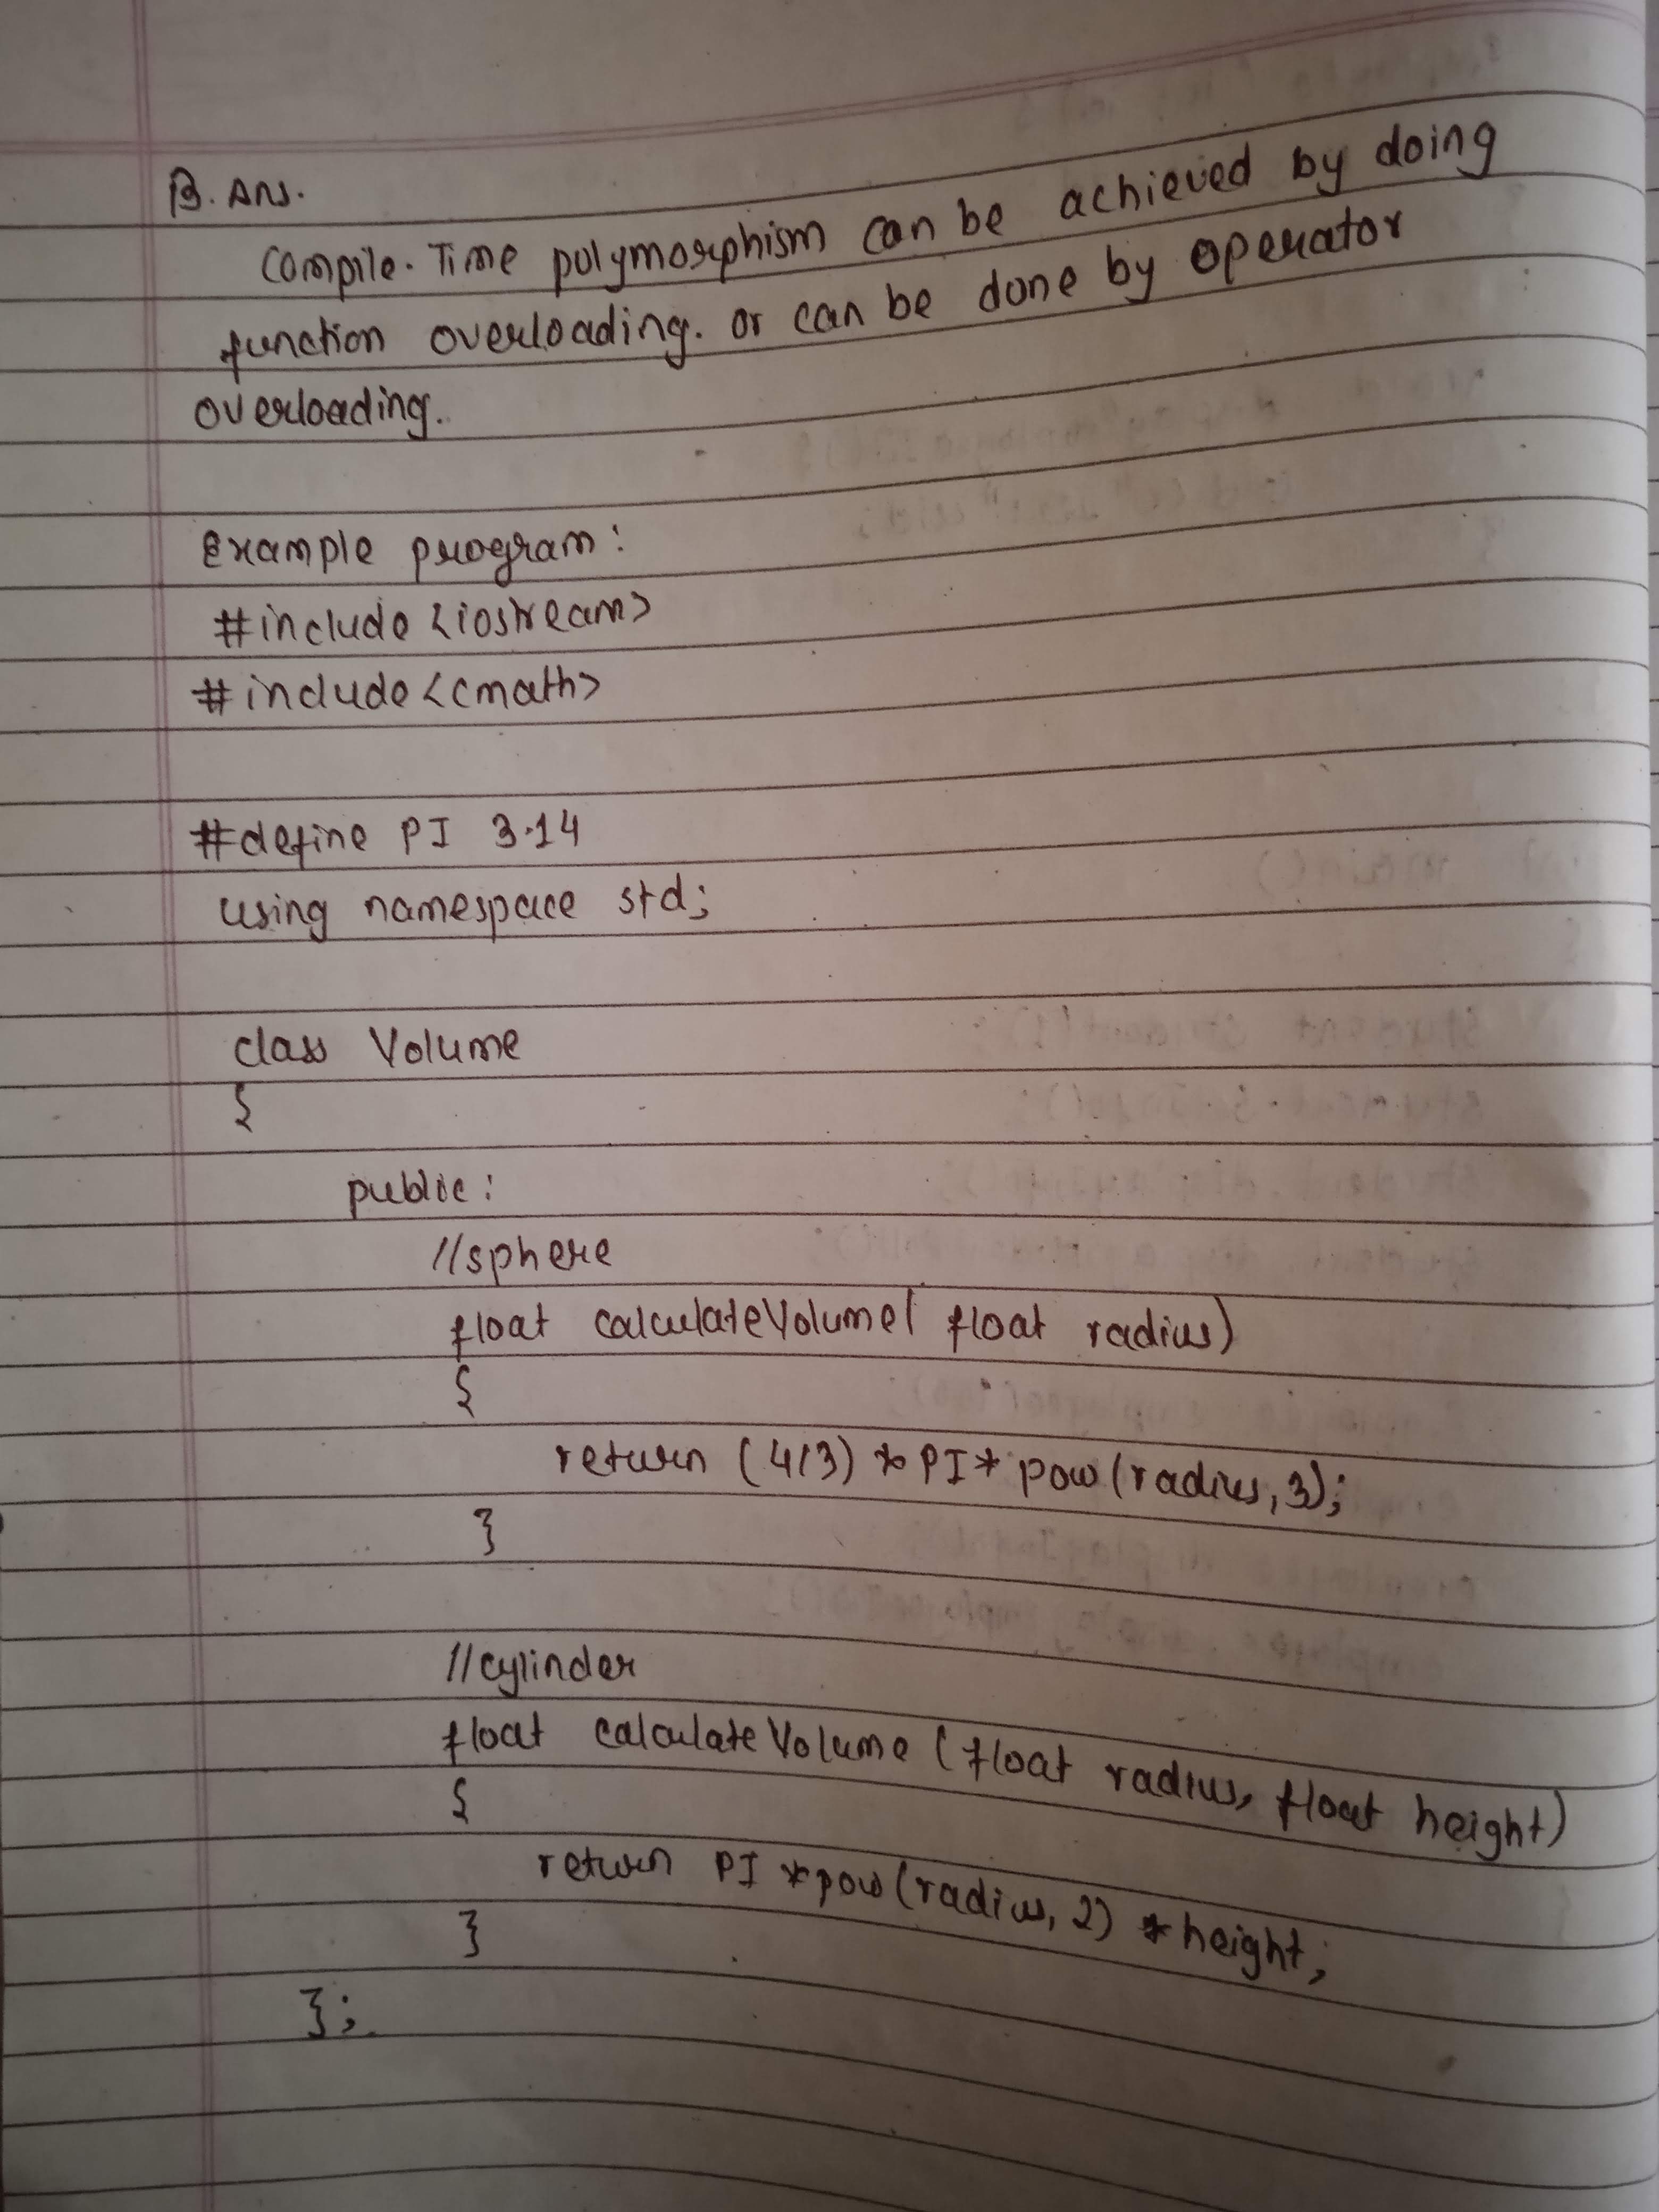 B. Ans.
Compile-Time polymorphism can be achieved by doing
function overloading. or can be done by operator
overloading.
Example program:
#include <iostream>
#include <cmath>
#define PI 3.14
using namespace std;
class Volume
{
public:
//sphere
float calculateVolume( float radius)
{
return (4/3) * PI * pow(radius, 3);
}
//cylinder
float calculateVolume (float radius, float height)
{
return PI * pow(radius, 2) * height;
}
};